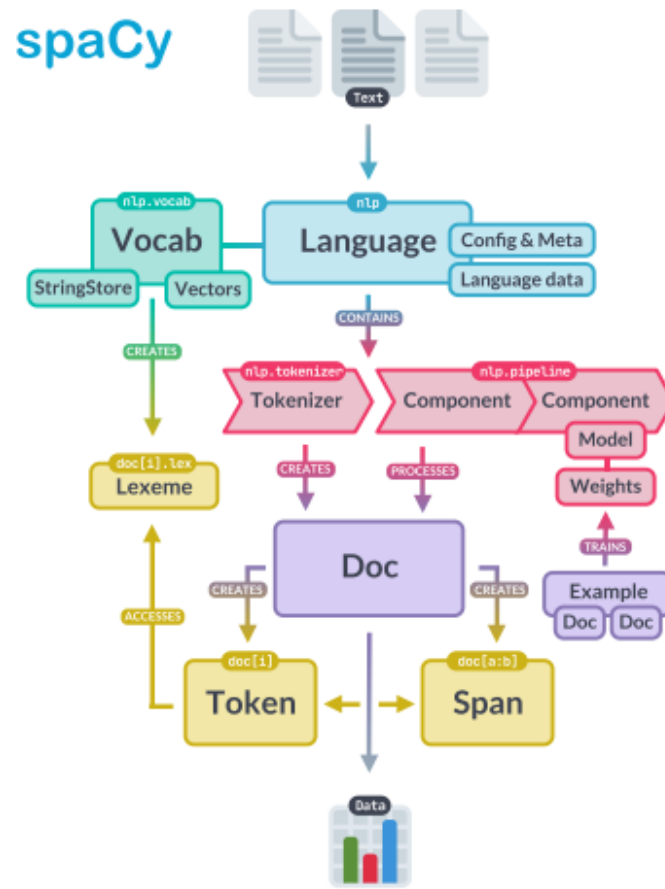 spaCy
Text
nlp.vocab
nlp
Vocab
Language
Config & Meta
StringStore
Vectors
Language data
CREATES
CONTAINS
nlp.tokenizer
nlp.pipeline
Tokenizer
Component
Component
Model
doc[i].lex
CREATES
PROCESSES
Lexeme
Weights
TRAINS
Doc
CREATES
CREATES
Example
Doc
Doc
ACCESSES
doc[i]
doc[a:b]
Token
Span
Data